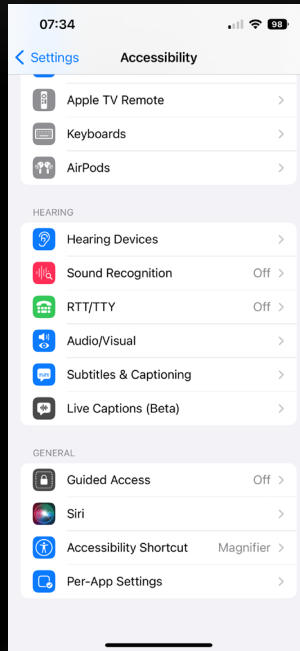 07:34
98
Settings
Accessibility
Apple TV Remote
Keyboards
AirPods
HEARING
Hearing Devices
Sound Recognition Off
RTT/TTY Off
Audio/Visual
Subtitles & Captioning
Live Captions (Beta)
GENERAL
Guided Access Off
Siri
Accessibility Shortcut Magnifier
Per-App Settings